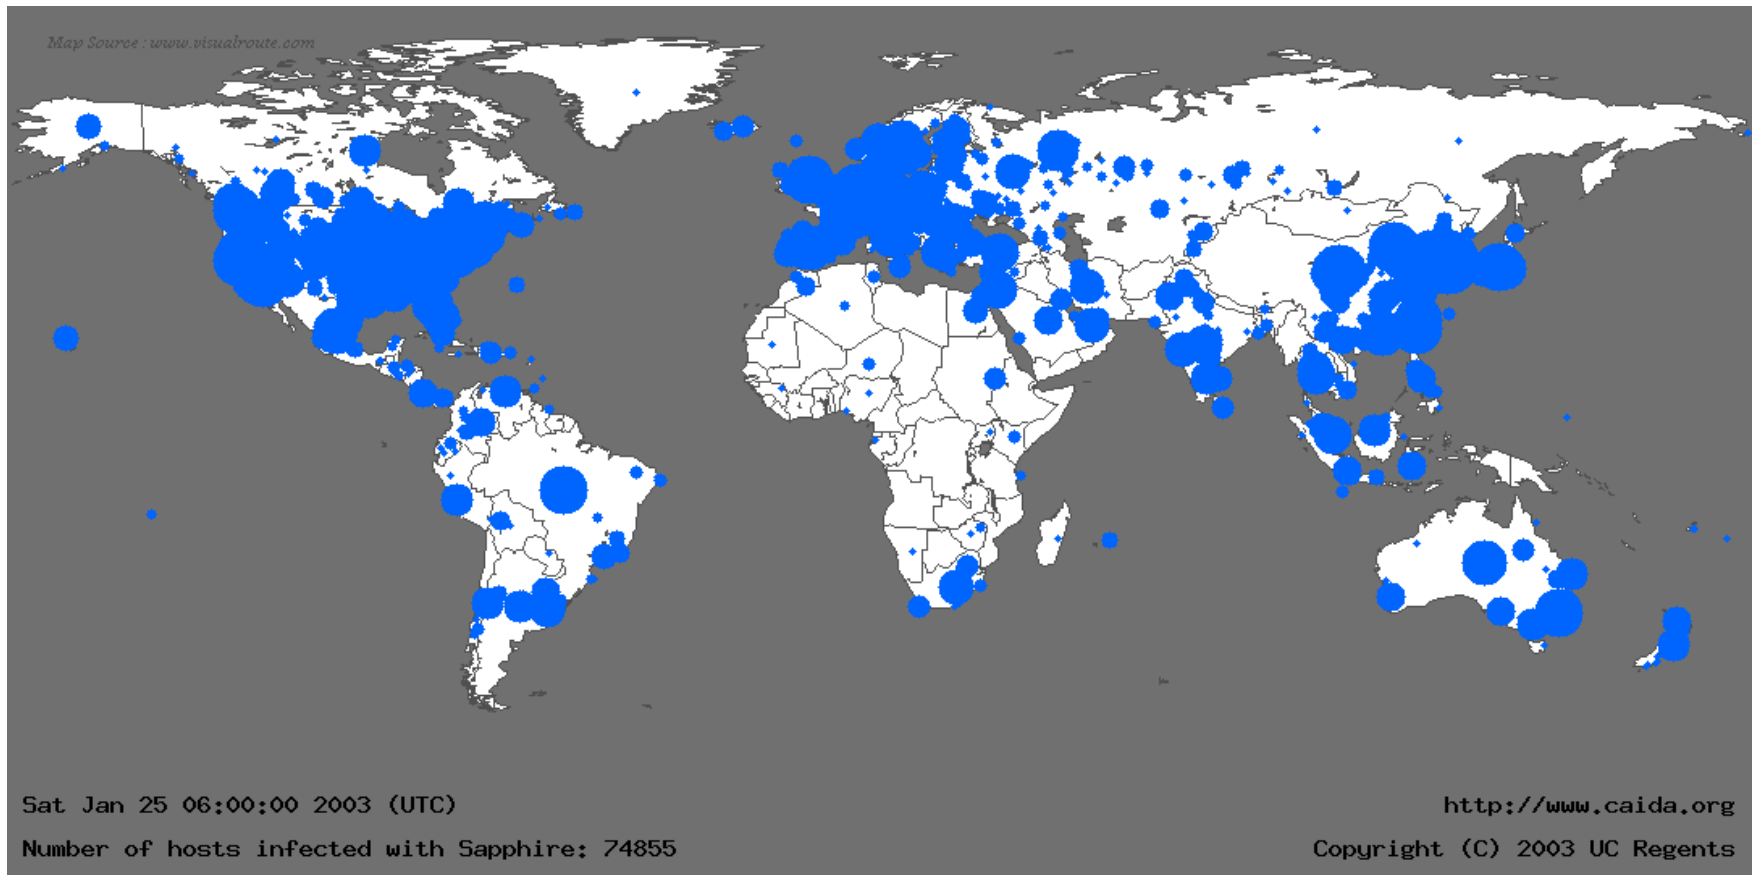 Map Source : www.visualroute.com
Sat Jan 25 06:00:00 2003 (UTC)
http://www.caida.org
Number of hosts infected with Sapphire: 74855
Copyright (C) 2003 UC Regents